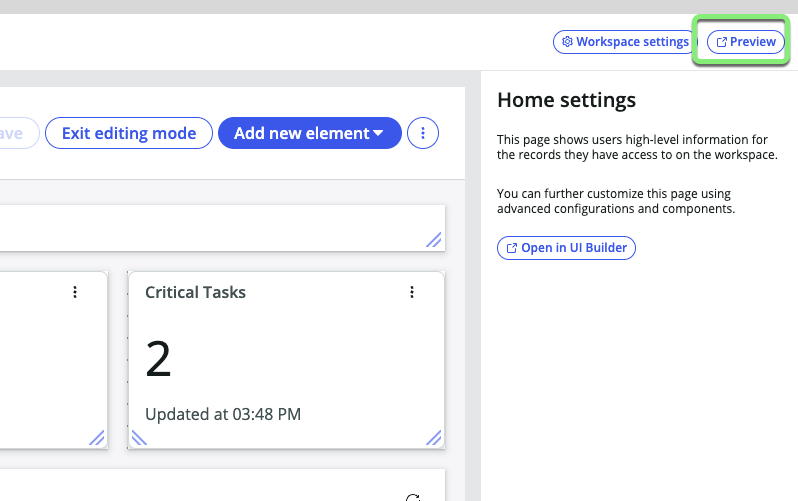 Workspace settings
Preview
Home settings
This page shows users high-level information for
the records they have access to on the workspace.
You can further customize this page using
advanced configurations and components.
Open in UI Builder
Exit editing mode
Add new element
Critical Tasks
2
Updated at 03:48 PM